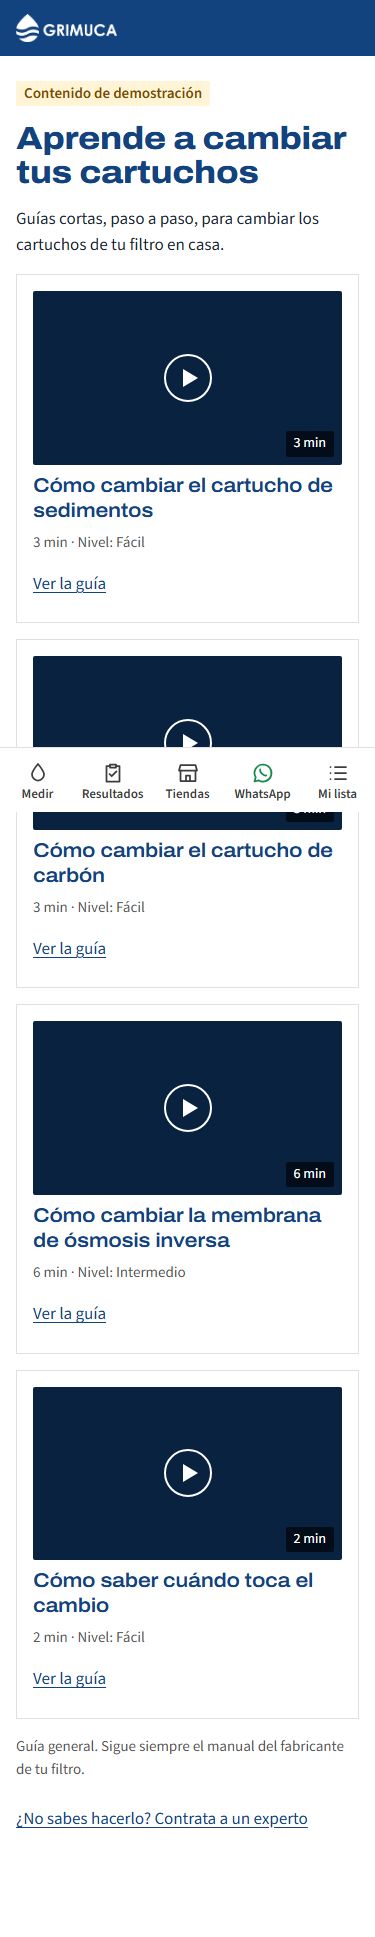 GRIMUCA
Contenido de demostración
Aprende a cambiar
tus cartuchos
Guías cortas, paso a paso, para cambiar los
cartuchos de tu filtro en casa.
3 min
Cómo cambiar el cartucho de
sedimentos
3 min · Nivel: Fácil
Ver la guía
Medir
Resultados
Tiendas
WhatsApp
Mi lista
Cómo cambiar el cartucho de
carbón
3 min · Nivel: Fácil
Ver la guía
6 min
Cómo cambiar la membrana
de ósmosis inversa
6 min · Nivel: Intermedio
Ver la guía
2 min
Cómo saber cuándo toca el
cambio
2 min · Nivel: Fácil
Ver la guía
Guía general. Sigue siempre el manual del fabricante
de tu filtro.
¿No sabes hacerlo? Contrata a un experto